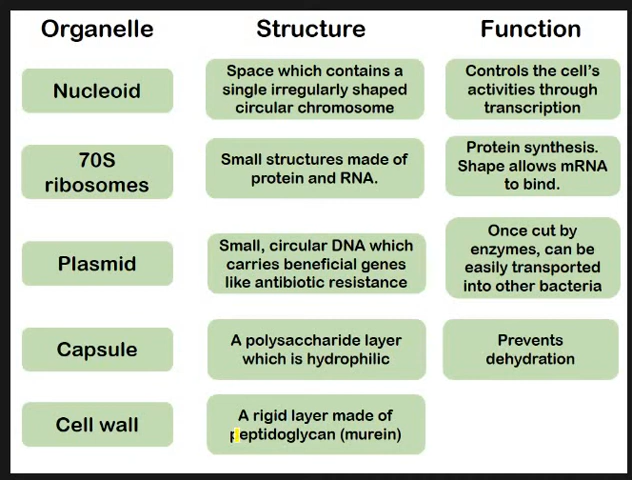 Organelle
Structure
Function
Nucleoid
Space which contains a
single irregularly shaped
circular chromosome
Controls the cell's
activities through
transcription
70S
ribosomes
Small structures made of
protein and RNA.
Protein synthesis.
Shape allows mRNA
to bind.
Plasmid
Small, circular DNA which
carries beneficial genes
like antibiotic resistance
Once cut by
enzymes, can be
easily transported
into other bacteria
Capsule
A polysaccharide layer
which is hydrophilic
Prevents
dehydration
Cell wall
A rigid layer made of
peptidoglycan (murein)